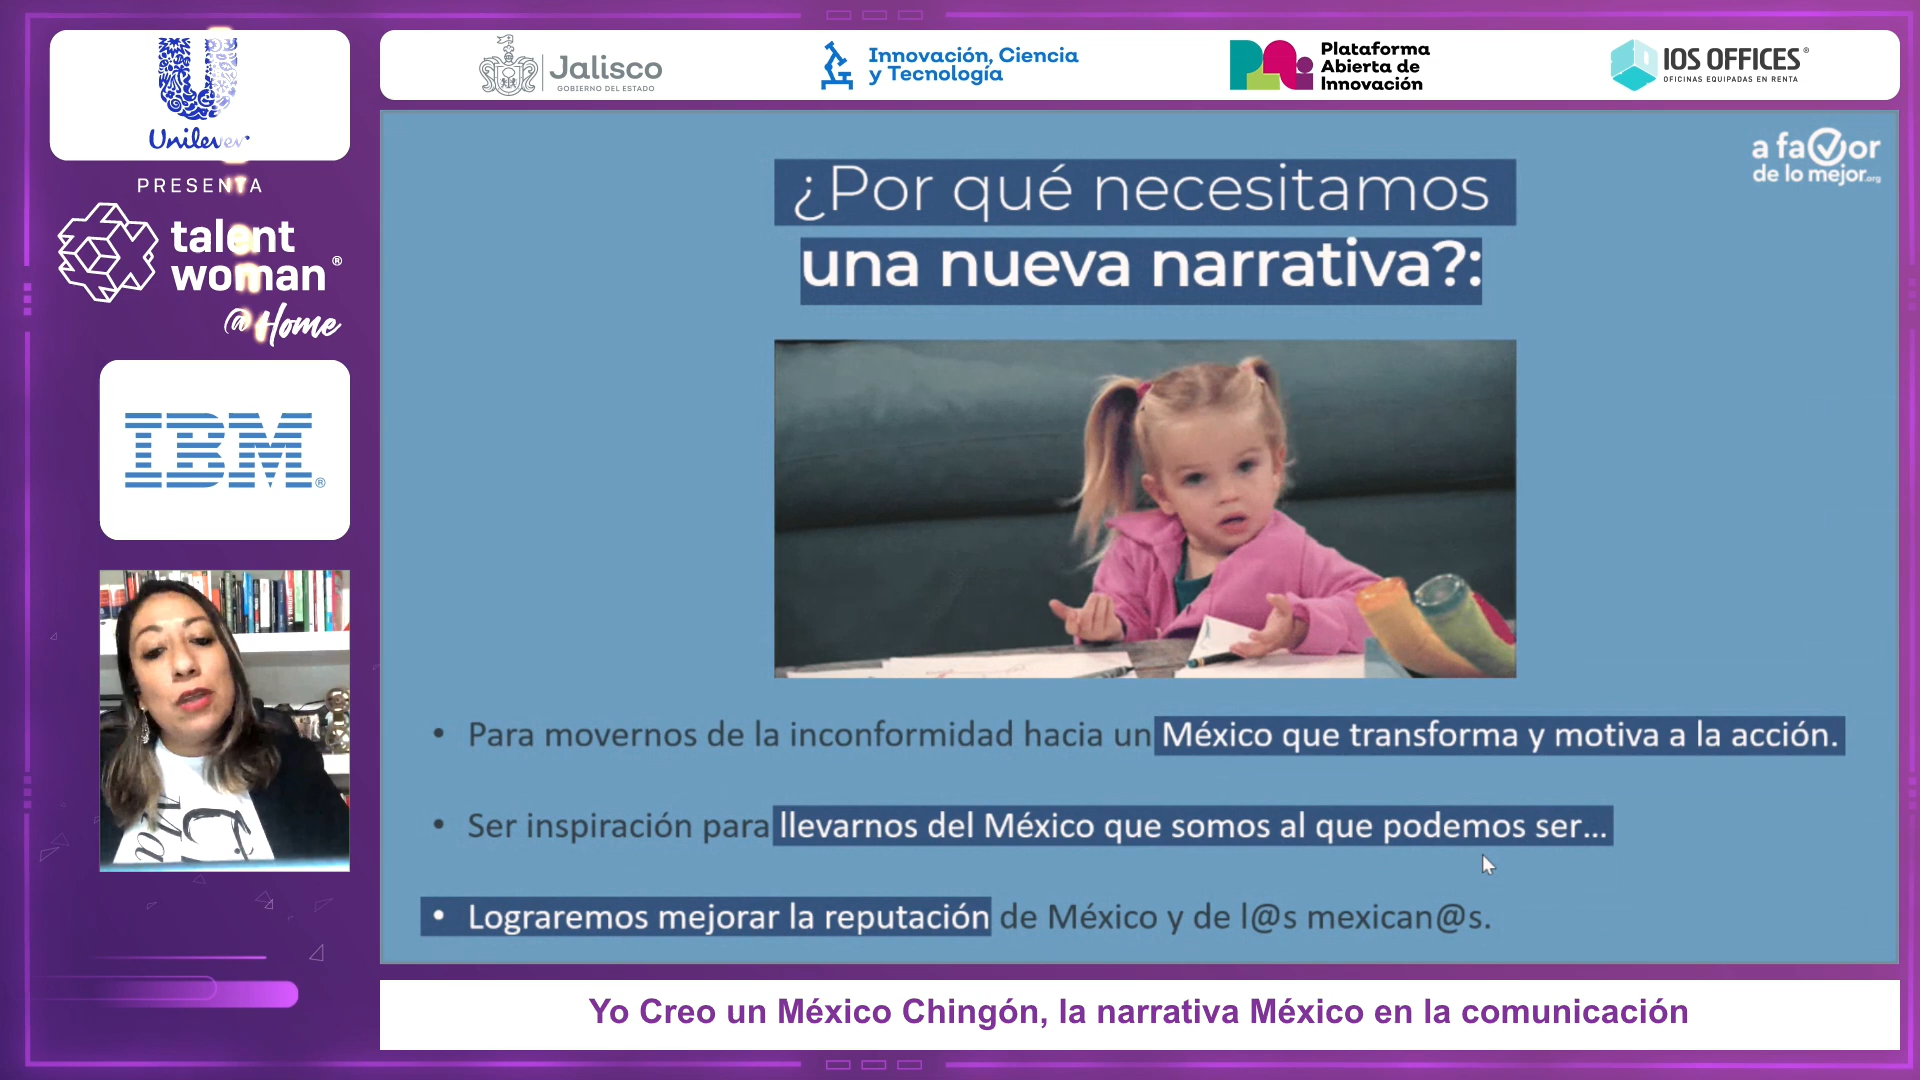 Unilever
PRESENTA
talent
woman®
@Home
IBM®
Jalisco
GOBIERNO DEL ESTADO
Innovación, Ciencia
y Tecnología
Plataforma
Abierta de
Innovación
IOS OFFICES®
OFICINAS EQUIPADAS EN RENTA
a favor
de lo mejor.org
¿Por qué necesitamos
una nueva narrativa?:
• Para movernos de la inconformidad hacia un México que transforma y motiva a la acción.
• Ser inspiración para llevarnos del México que somos al que podemos ser...
• Lograremos mejorar la reputación de México y de l@s mexican@s.
Yo Creo un México Chingón, la narrativa México en la comunicación